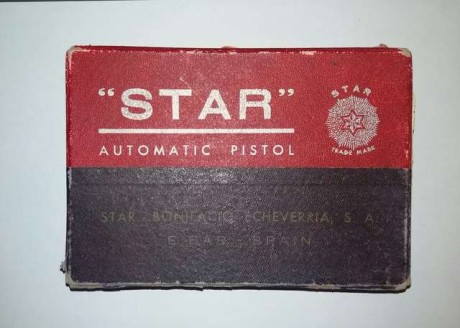 "STAR"
AUTOMATIC PISTOL
STAR
TRADE MARK
STAR BONIFACIO ECHEVERRIA, S. A.
EIBAR - SPAIN